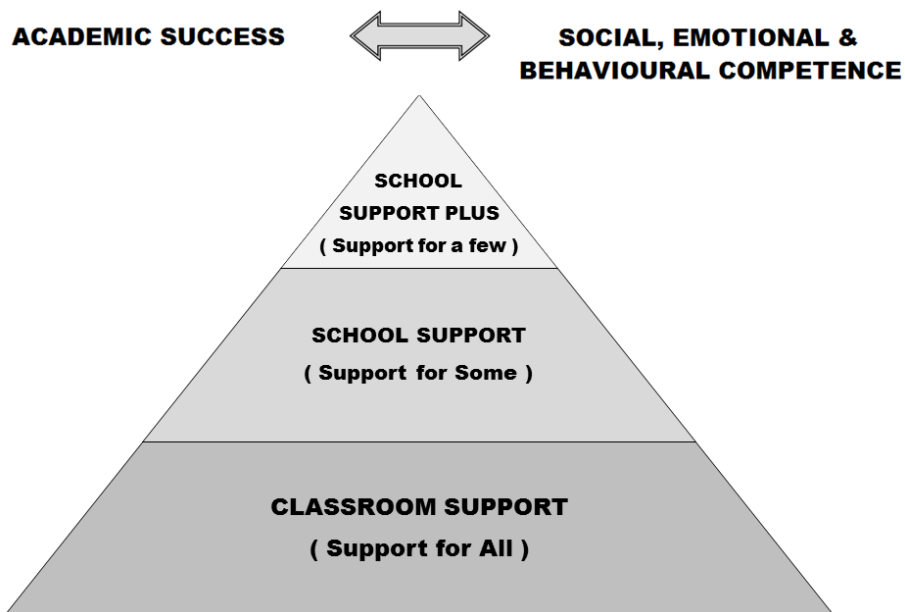 ACADEMIC SUCCESS
SOCIAL, EMOTIONAL &
BEHAVIOURAL COMPETENCE
SCHOOL
SUPPORT PLUS
( Support for a few )
SCHOOL SUPPORT
( Support for Some )
CLASSROOM SUPPORT
( Support for All )